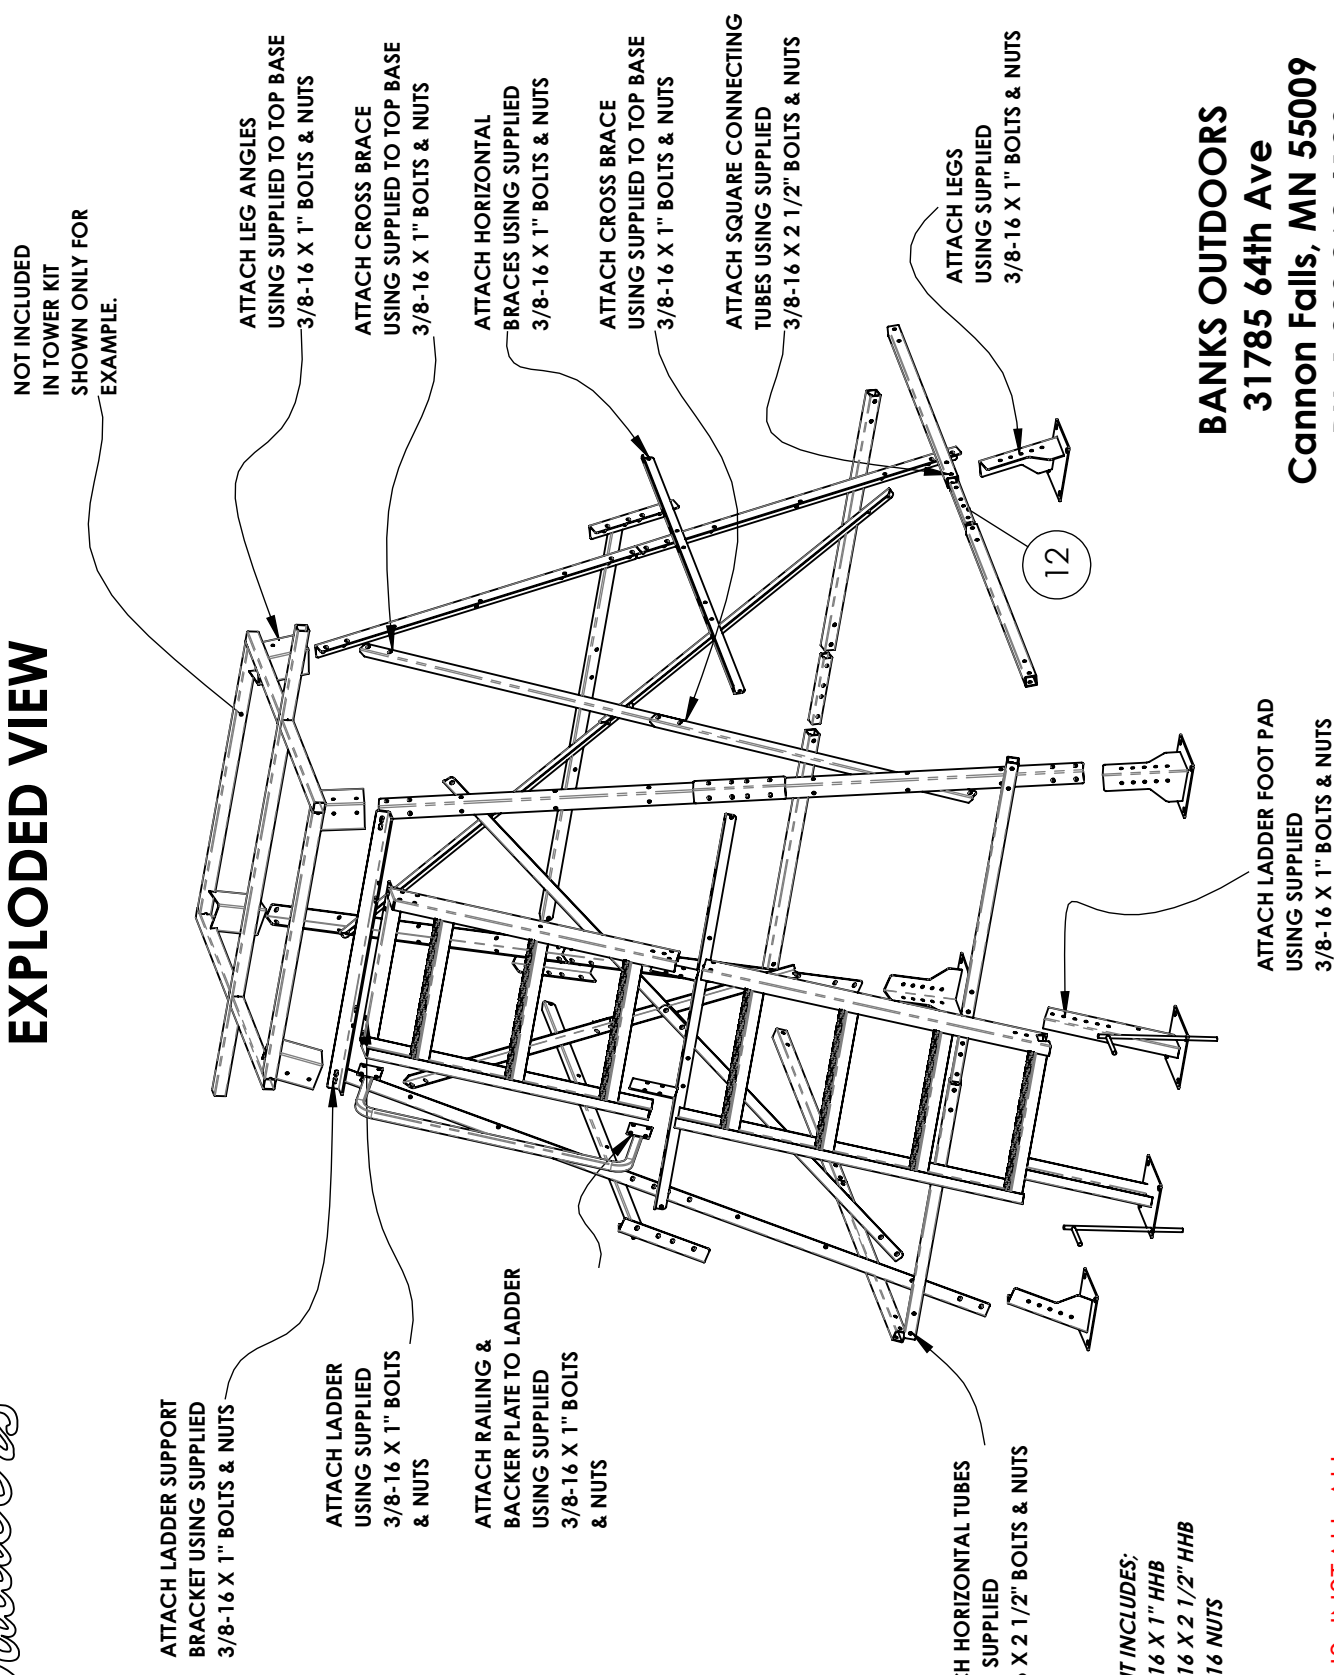 EXPLODED VIEW
NOT INCLUDED
IN TOWER KIT
SHOWN ONLY FOR
EXAMPLE.
ATTACH LEG ANGLES
USING SUPPLIED TO TOP BASE
3/8-16 X 1" BOLTS & NUTS
ATTACH CROSS BRACE
USING SUPPLIED TO TOP BASE
3/8-16 X 1" BOLTS & NUTS
ATTACH HORIZONTAL
BRACES USING SUPPLIED
3/8-16 X 1" BOLTS & NUTS
ATTACH CROSS BRACE
USING SUPPLIED TO TOP BASE
3/8-16 X 1" BOLTS & NUTS
ATTACH SQUARE CONNECTING
TUBES USING SUPPLIED
3/8-16 X 2 1/2" BOLTS & NUTS
ATTACH LEGS
USING SUPPLIED
3/8-16 X 1" BOLTS & NUTS
12
ATTACH LADDER SUPPORT
BRACKET USING SUPPLIED
3/8-16 X 1" BOLTS & NUTS
ATTACH LADDER
USING SUPPLIED
3/8-16 X 1" BOLTS
& NUTS
ATTACH RAILING &
BACKER PLATE TO LADDER
USING SUPPLIED
3/8-16 X 1" BOLTS
& NUTS
HORIZONTAL TUBES
SUPPLIED
X 2 1/2" BOLTS & NUTS
ATTACH LADDER FOOT PAD
USING SUPPLIED
3/8-16 X 1" BOLTS & NUTS
INCLUDES;
16 X 1" HHB
16 X 2 1/2" HHB
16 NUTS
BANKS OUTDOORS
31785 64th Ave
Cannon Falls, MN 55009